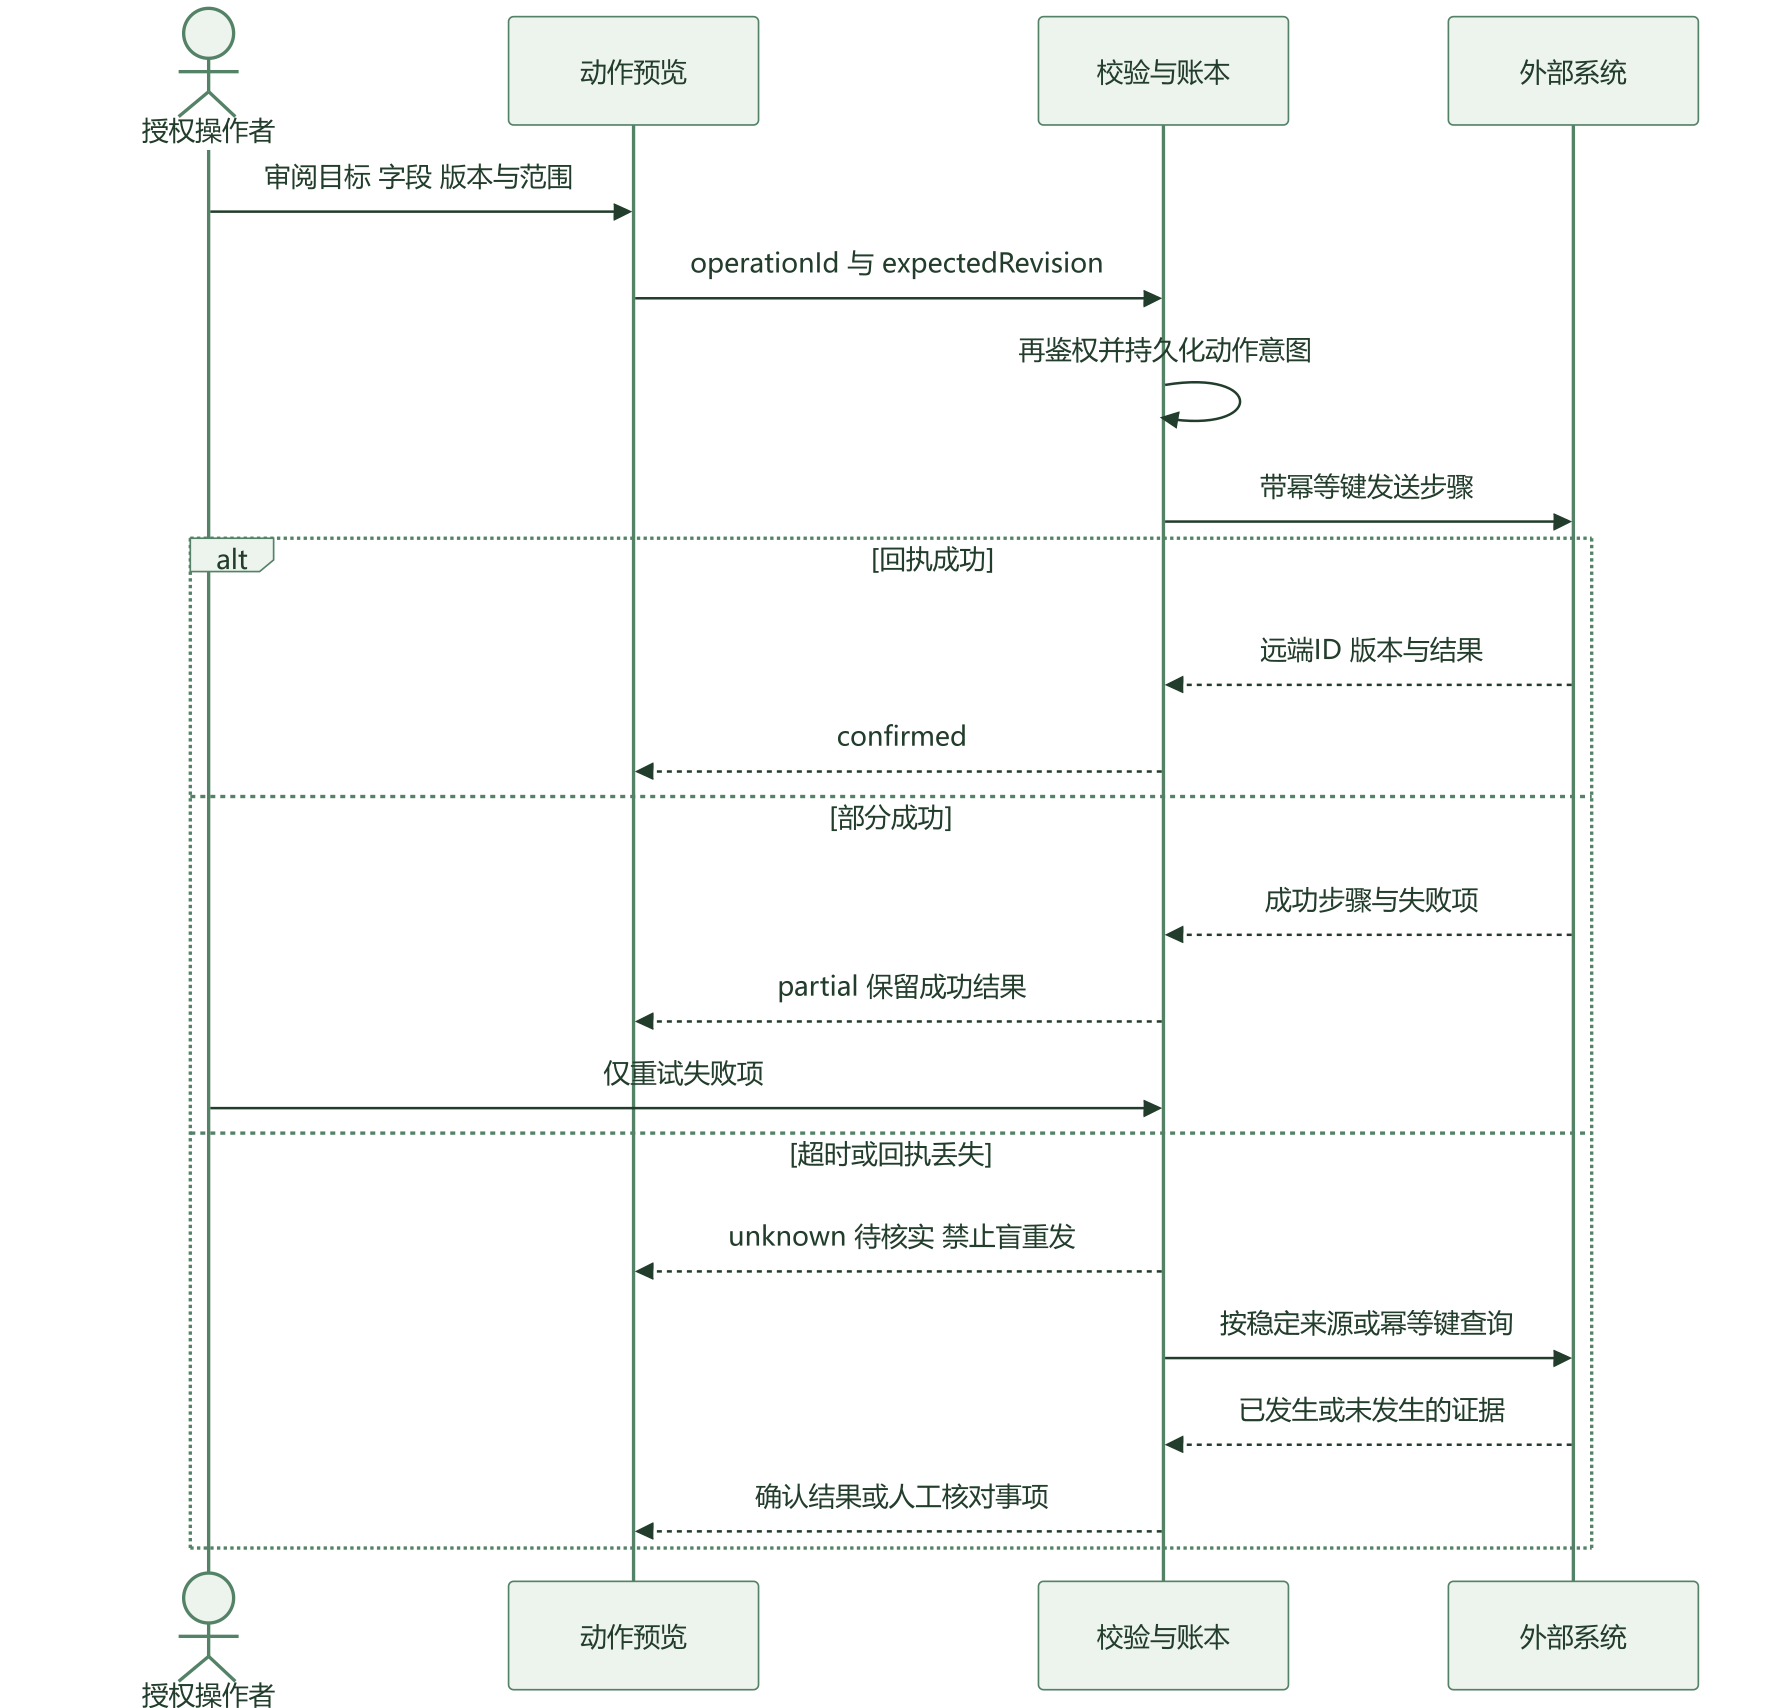 授权操作者
动作预览
校验与账本
外部系统
审阅目标 字段 版本与范围
operationId 与 expectedRevision
再鉴权并持久化动作意图
带幂等键发送步骤
alt
[回执成功]
远端ID 版本与结果
confirmed
[部分成功]
成功步骤与失败项
partial 保留成功结果
仅重试失败项
[超时或回执丢失]
unknown 待核实 禁止盲重发
按稳定来源或幂等键查询
已发生或未发生的证据
确认结果或人工核对事项
授权操作者
动作预览
校验与账本
外部系统